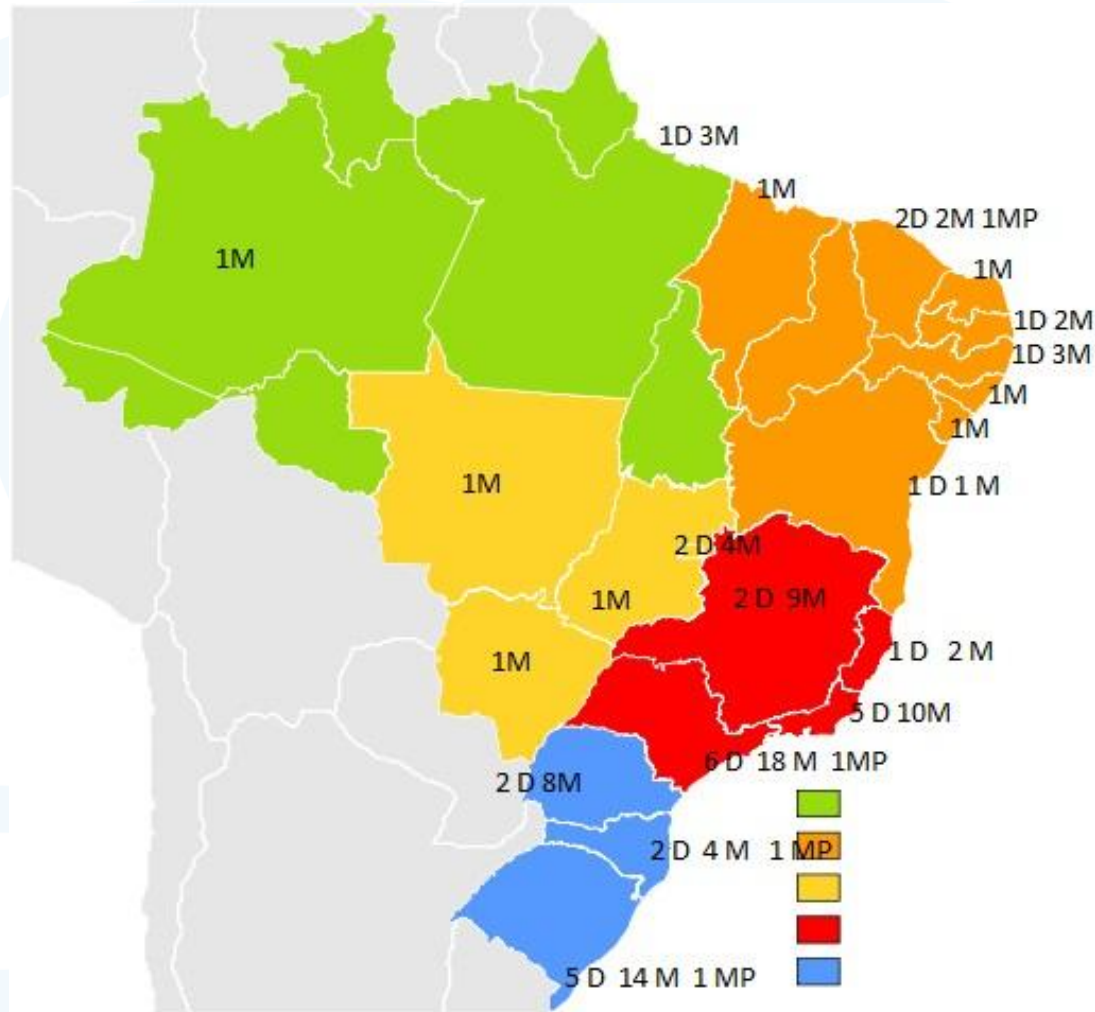 1D 3M
1M
2D 2M 1MP
1M
1M
1D 2M
1D 3M
1M
1M
1M
1 D 1 M
2 D 4M
1M
2 D 9M
1 D 2 M
1M
5 D 10M
6 D 18 M 1MP
2 D 8M
2 D 4 M 1 MP
5 D 14 M 1 MP